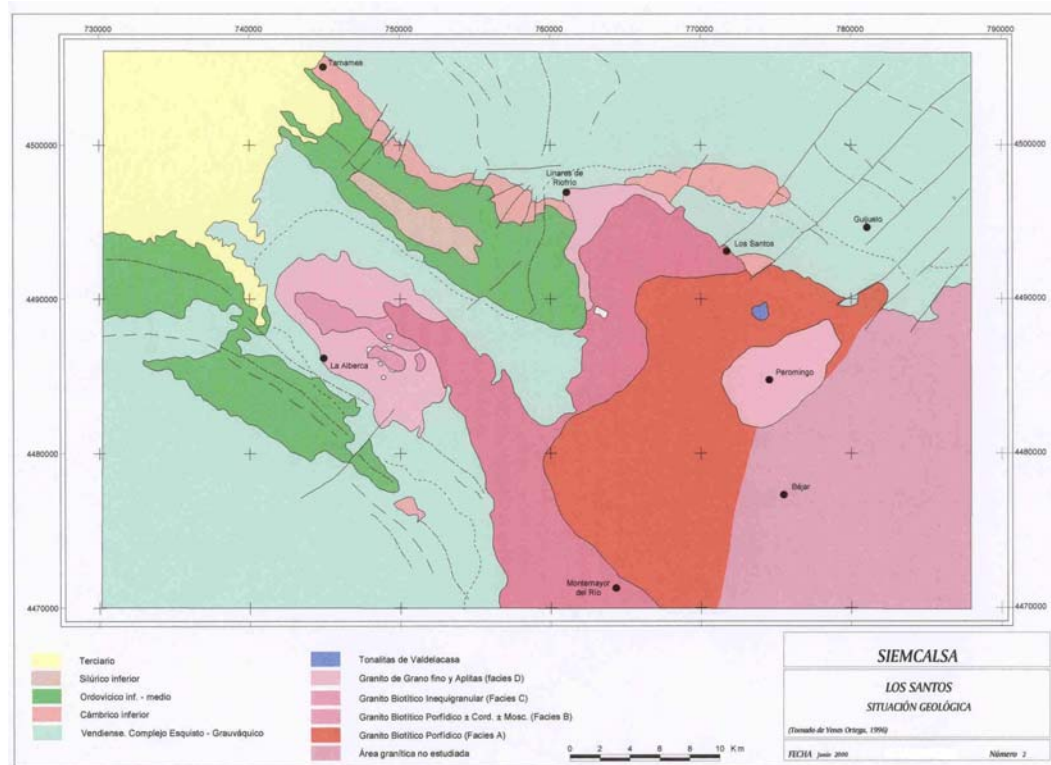 730000
740000
750000
760000
770000
780000
790000
4500000
4490000
4480000
4470000
4500000
4490000
4480000
4470000
Tamames
Linares de
Riofrío
Guijuelo
Los Santos
La Alberca
Peromingo
Béjar
Montemayor
del Río
Terciario
Silúrico inferior
Ordovícico inf. - medio
Cámbrico inferior
Vendiense. Complejo Esquisto - Grauváquico
Tonalitas de Valdelacasa
Granito de Grano fino y Aplitas (facies D)
Granito Biotítico Inequigranular (Facies C)
Granito Biotítico Porfídico ± Cord. ± Mosc. (Facies B)
Granito Biotítico Porfídico (Facies A)
Área granítica no estudiada
0 2 4 6 8 10 Km
SIEMCALSA
LOS SANTOS
SITUACIÓN GEOLÓGICA
(Tomado de Yenes Ortega, 1996)
FECHA Junio 2000
Número 2